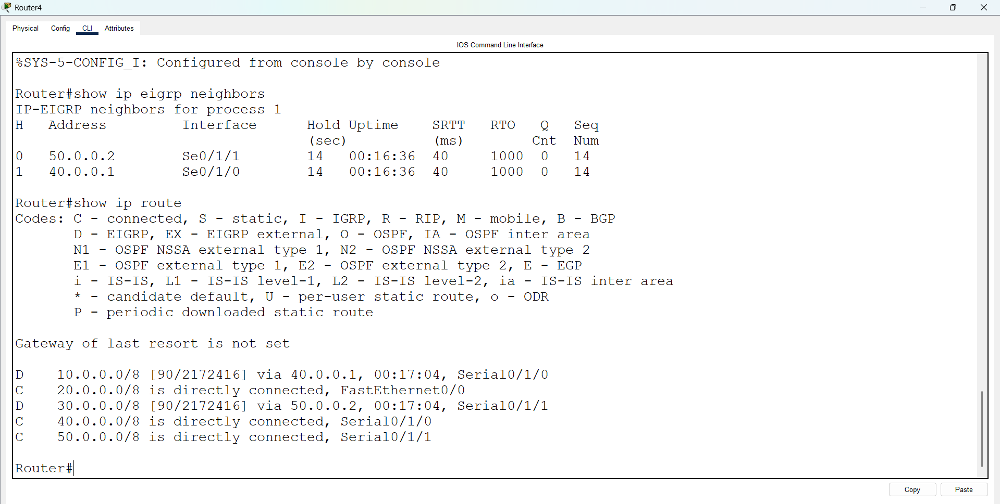 Router4
Physical Config CLI Attributes
IOS Command Line Interface
%SYS-5-CONFIG_I: Configured from console by console
Router#show ip eigrp neighbors
IP-EIGRP neighbors for process 1
H   Address         Interface      Hold Uptime    SRTT   RTO   Q   Seq
                                   (sec)          (ms)        Cnt  Num
0   50.0.0.2        Se0/1/1        14   00:16:36  40     1000  0   14
1   40.0.0.1        Se0/1/0        14   00:16:36  40     1000  0   14
Router#show ip route
Codes: C - connected, S - static, I - IGRP, R - RIP, M - mobile, B - BGP
       D - EIGRP, EX - EIGRP external, O - OSPF, IA - OSPF inter area
       N1 - OSPF NSSA external type 1, N2 - OSPF NSSA external type 2
       E1 - OSPF external type 1, E2 - OSPF external type 2, E - EGP
       i - IS-IS, L1 - IS-IS level-1, L2 - IS-IS level-2, ia - IS-IS inter area
       * - candidate default, U - per-user static route, o - ODR
       P - periodic downloaded static route
Gateway of last resort is not set
D    10.0.0.0/8 [90/2172416] via 40.0.0.1, 00:17:04, Serial0/1/0
C    20.0.0.0/8 is directly connected, FastEthernet0/0
D    30.0.0.0/8 [90/2172416] via 50.0.0.2, 00:17:04, Serial0/1/1
C    40.0.0.0/8 is directly connected, Serial0/1/0
C    50.0.0.0/8 is directly connected, Serial0/1/1
Router#
Copy Paste